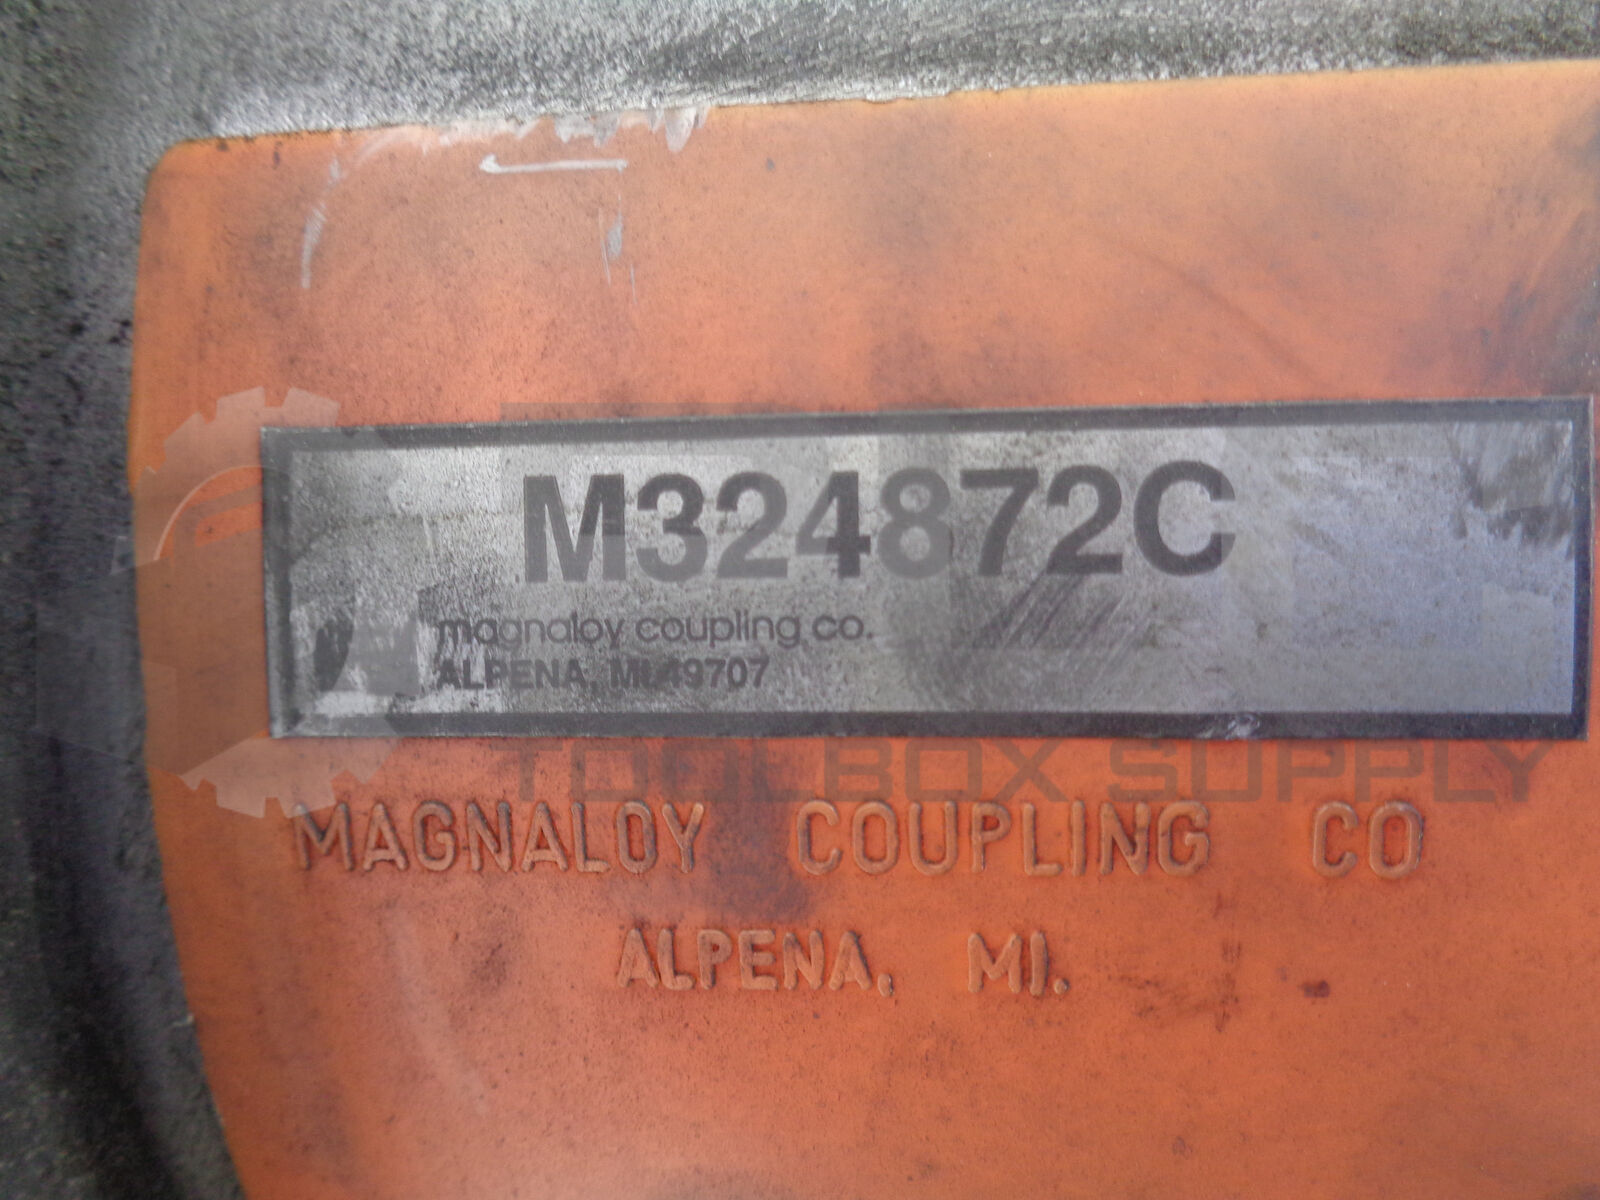 M324872C
magnaloy coupling co.
ALPENA, MI.49707
TOOLBOX SUPPLY
MAGNALOY COUPLING CO
ALPENA, MI.